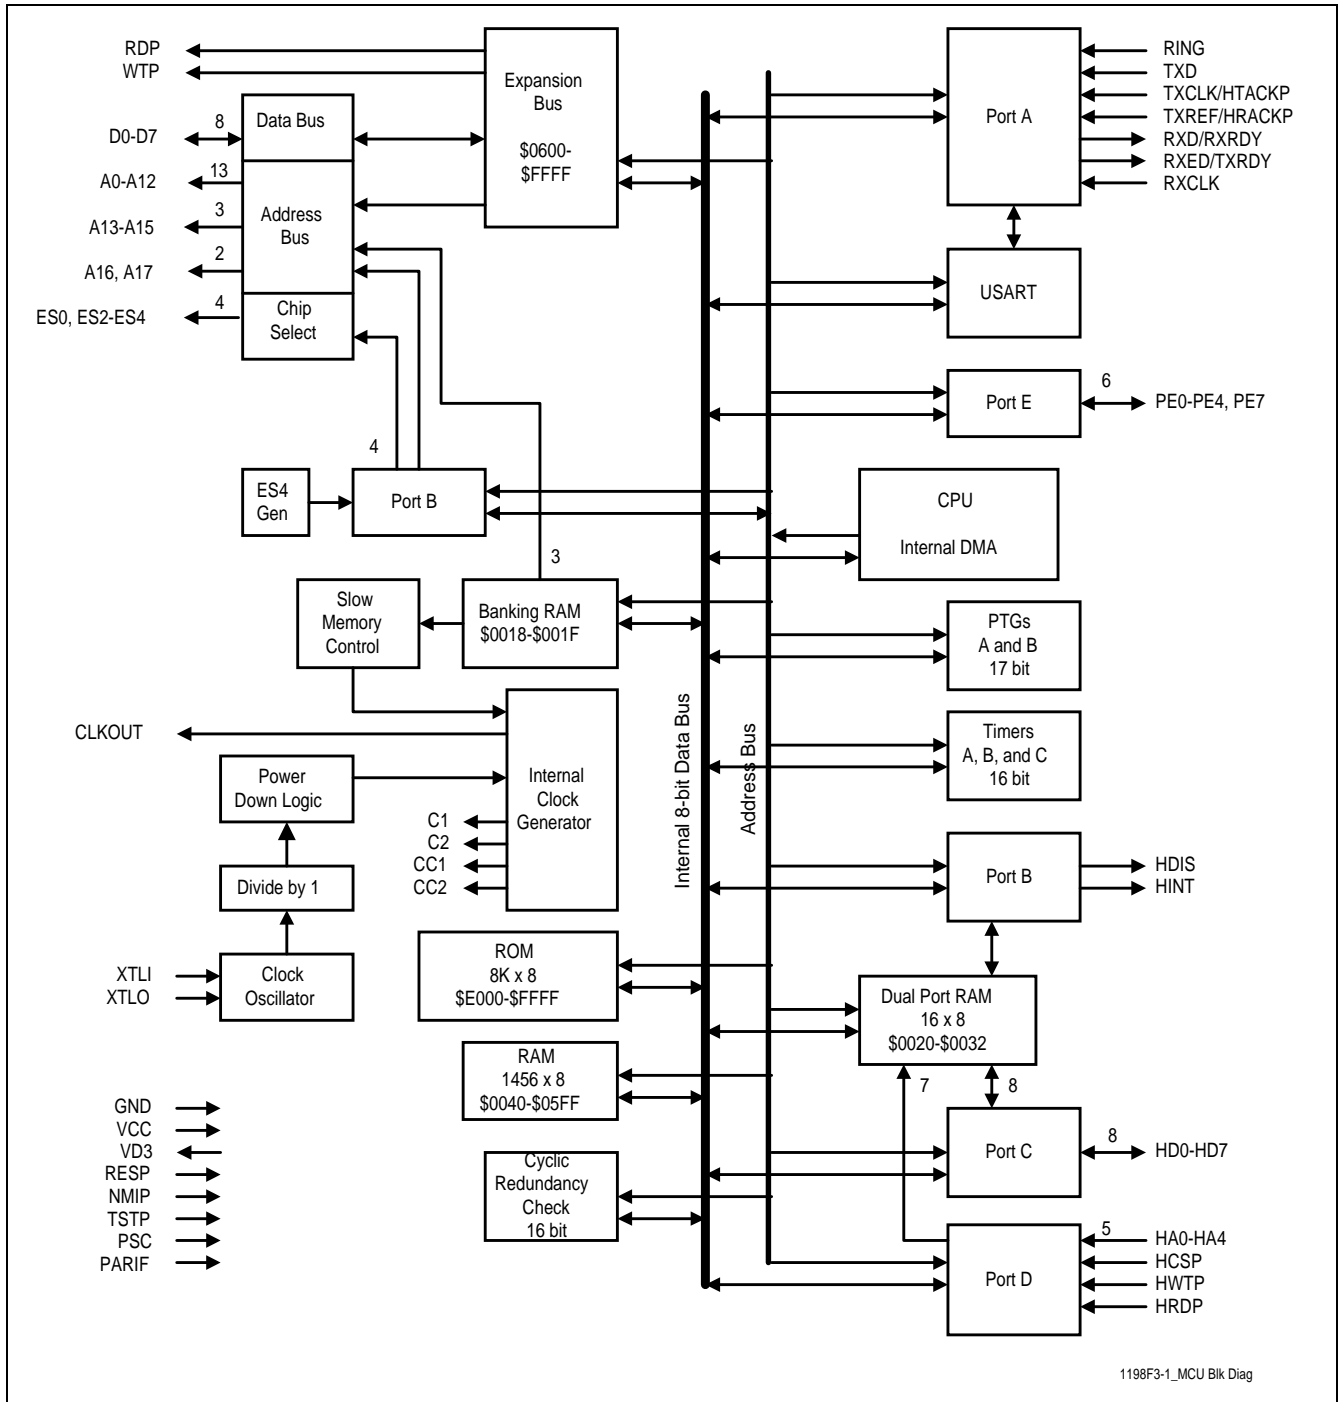 RDP
WTP
D0-D7
8
A0-A12
13
A13-A15
3
A16, A17
2
ES0, ES2-ES4
4
Data Bus
Address
Bus
Chip
Select
Expansion
Bus
$0600-
$FFFF
4
ES4
Gen
Port B
3
Slow
Memory
Control
Banking RAM
$0018-$001F
CLKOUT
Power
Down Logic
Internal
Clock
Generator
C1
C2
CC1
CC2
Divide by 1
XTLI
XTLO
Clock
Oscillator
ROM
8K x 8
$E000-$FFFF
RAM
1456 x 8
$0040-$05FF
Cyclic
Redundancy
Check
16 bit
GND
VCC
VD3
RESP
NMIP
TSTP
PSC
PARIF
Internal 8-bit Data Bus
Address Bus
Port A
RING
TXD
TXCLK/HTACKP
TXREF/HRACKP
RXD/RXRDY
RXED/TXRDY
RXCLK
USART
Port E
6
PE0-PE4, PE7
CPU
Internal DMA
PTGs
A and B
17 bit
Timers
A, B, and C
16 bit
Port B
HDIS
HINT
Dual Port RAM
16 x 8
$0020-$0032
7
8
Port C
8
HD0-HD7
Port D
5
HA0-HA4
HCSP
HWTP
HRDP
1198F3-1_MCU Blk Diag